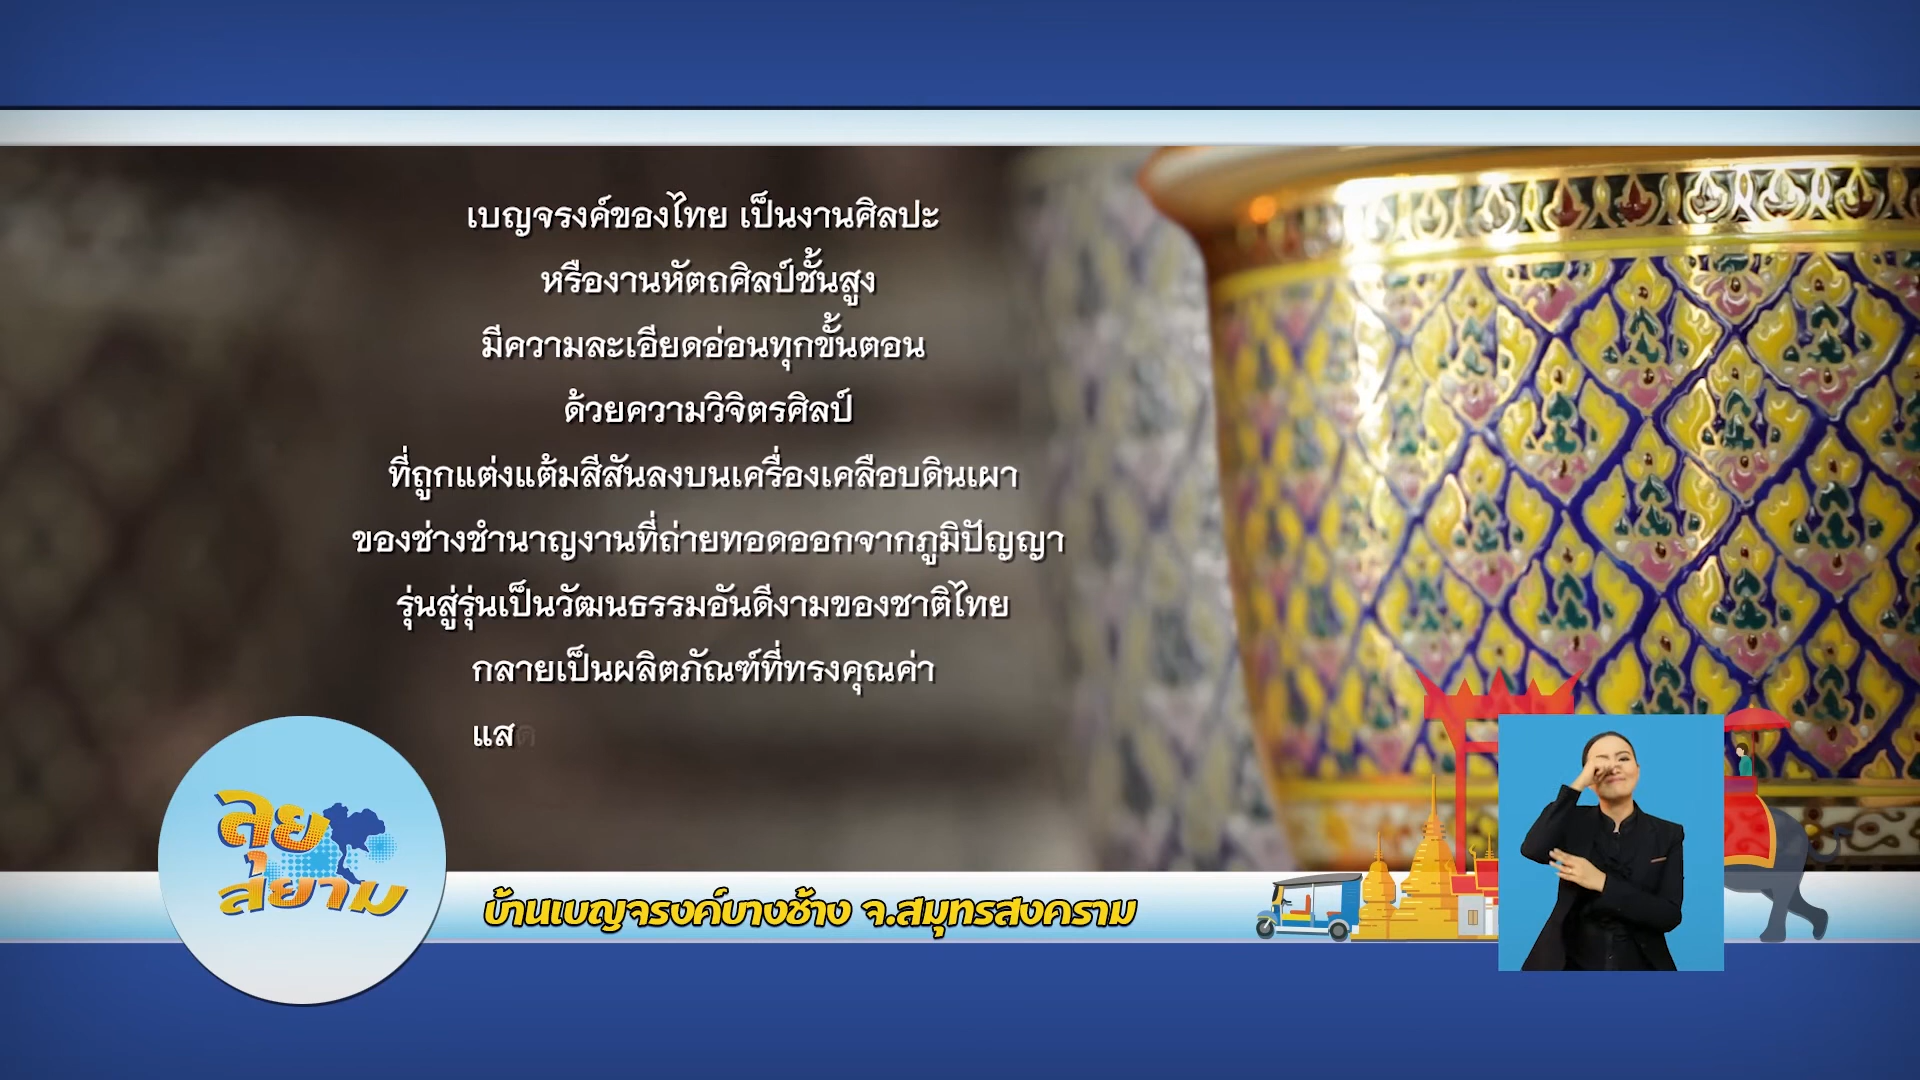 เบญจรงค์ของไทย เป็นงานศิลปะ
หรืองานหัตถศิลป์ชั้นสูง
มีความละเอียดอ่อนทุกขั้นตอน
ด้วยความวิจิตรศิลป์
ที่ถูกแต่งแต้มสีสันลงบนเครื่องเคลือบดินเผา
ของช่างชำนาญงานที่ถ่ายทอดออกจากภูมิปัญญา
รุ่นสู่รุ่นเป็นวัฒนธรรมอันดีงามของชาติไทย
กลายเป็นผลิตภัณฑ์ที่ทรงคุณค่า
แสด
ลุย
สยาม
บ้านเบญจรงค์บางช้าง จ.สมุทรสงคราม